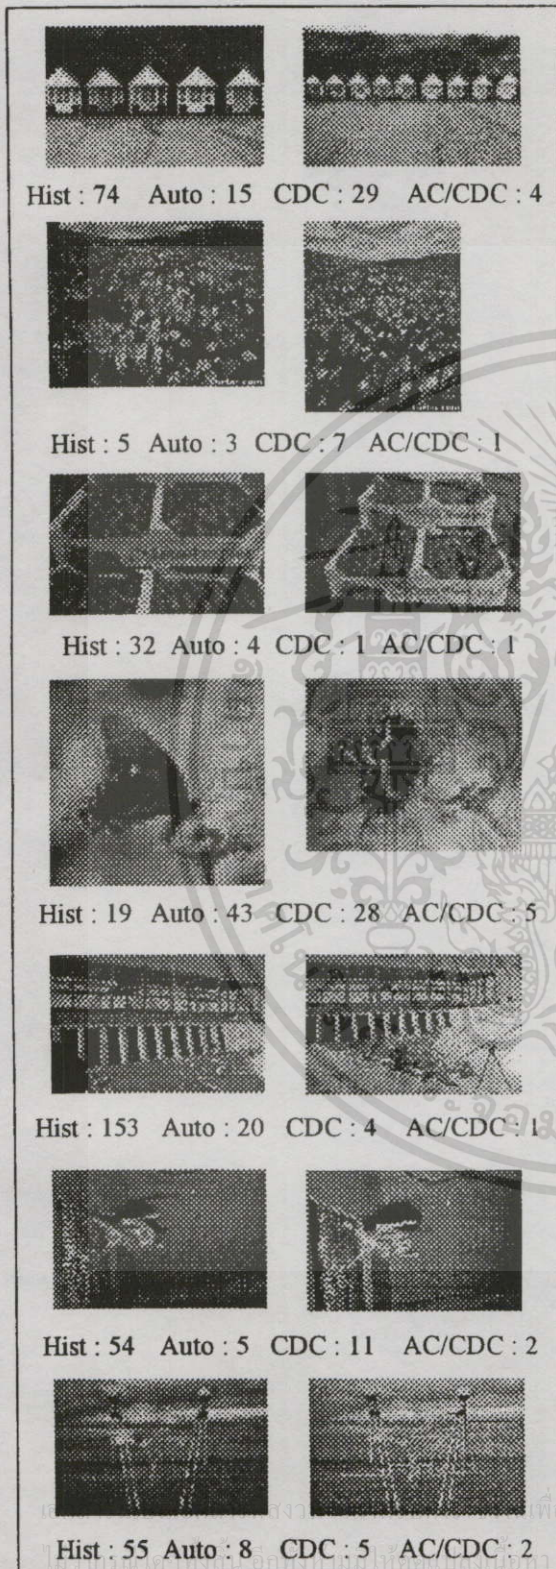 Hist : 74 Auto : 15 CDC : 29 AC/CDC : 4
Hist : 5 Auto : 3 CDC : 7 AC/CDC : 1
Hist : 32 Auto : 4 CDC : 1 AC/CDC : 1
Hist : 19 Auto : 43 CDC : 28 AC/CDC : 5
Hist : 153 Auto : 20 CDC : 4 AC/CDC : 1
Hist : 54 Auto : 5 CDC : 11 AC/CDC : 2
Hist : 55 Auto : 8 CDC : 5 AC/CDC : 2